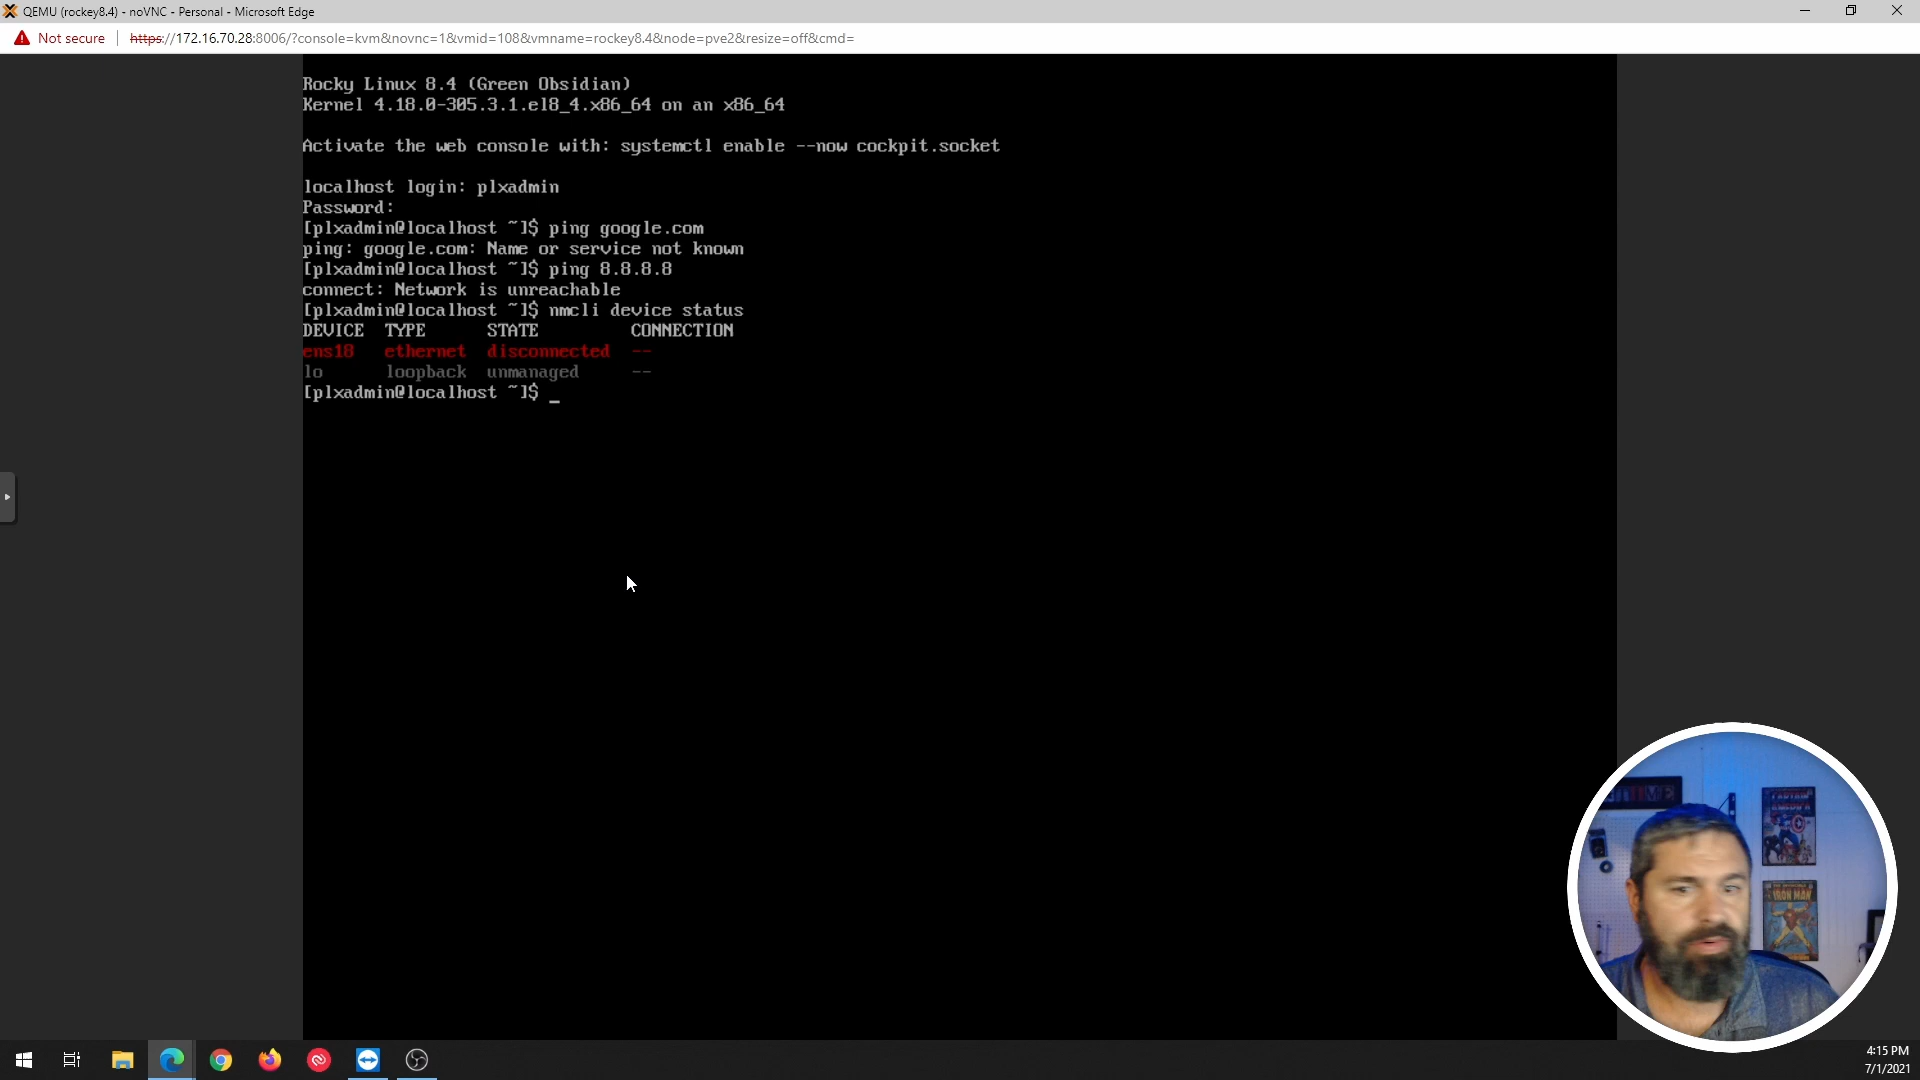 QEMU (rockey8.4) - noVNC - Personal - Microsoft Edge
Not secure | https://172.16.70.28:8006/?console=kvm&novnc=1&vmid=108&vmname=rockey8.4&node=pve2&resize=off&cmd=
Rocky Linux 8.4 (Green Obsidian)
Kernel 4.18.0-305.3.1.el8_4.x86_64 on an x86_64
Activate the web console with: systemctl enable --now cockpit.socket
localhost login: plxadmin
Password:
[plxadmin@localhost ~]$ ping google.com
ping: google.com: Name or service not known
[plxadmin@localhost ~]$ ping 8.8.8.8
connect: Network is unreachable
[plxadmin@localhost ~]$ nmcli device status
DEVICE TYPE STATE CONNECTION
ens18 ethernet disconnected --
lo loopback unmanaged --
[plxadmin@localhost ~]$ _
CAPTAIN AMERICA
IRON MAN
4:15 PM
7/1/2021